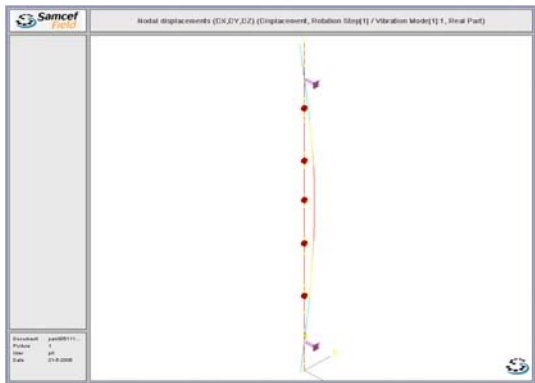 Samcef
Field
Nodal displacements (DX,DY,DZ) (Displacement, Rotation Step[1] / Vibration Mode[1] 1, Real Part)
Document
Picture 1
User
Date